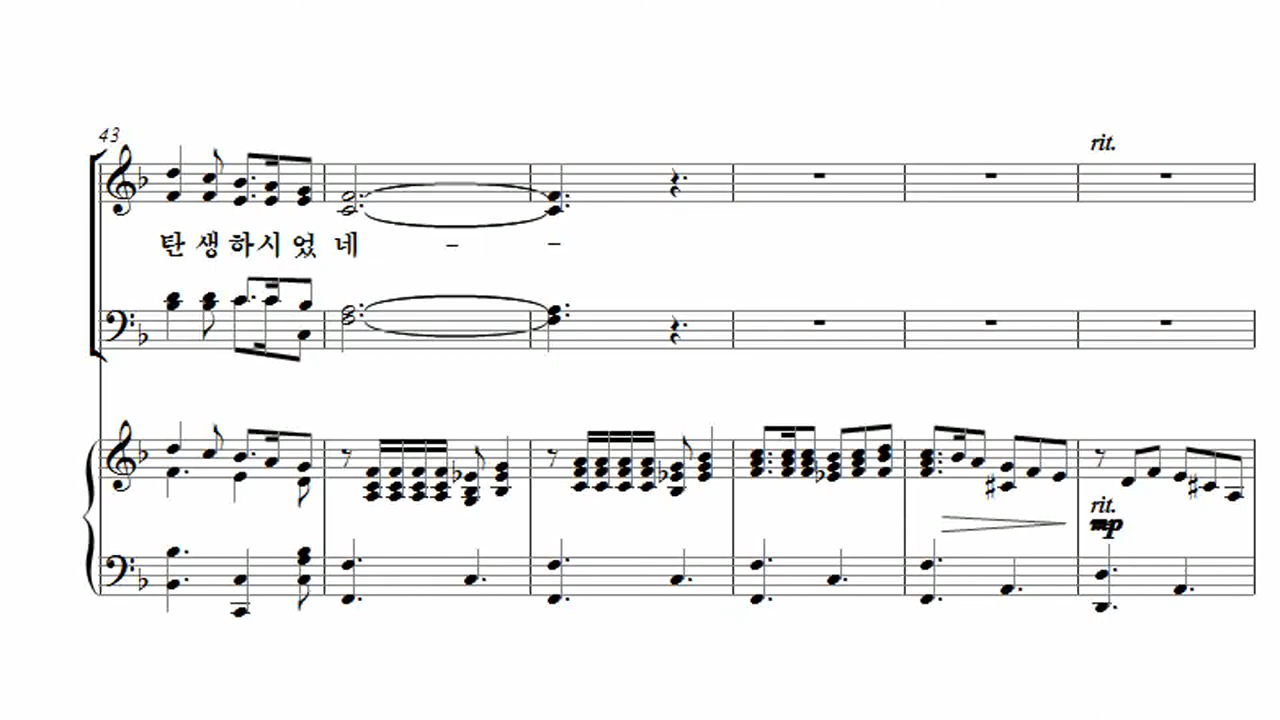 43
rit.
탄 생 하시 었 네 - -
rit.
mp